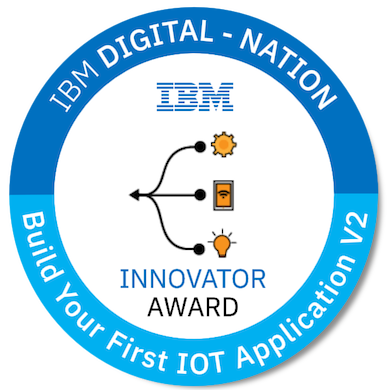 IBM DIGITAL - NATION
IBM
INNOVATOR
AWARD
Build Your First IOT Application V2